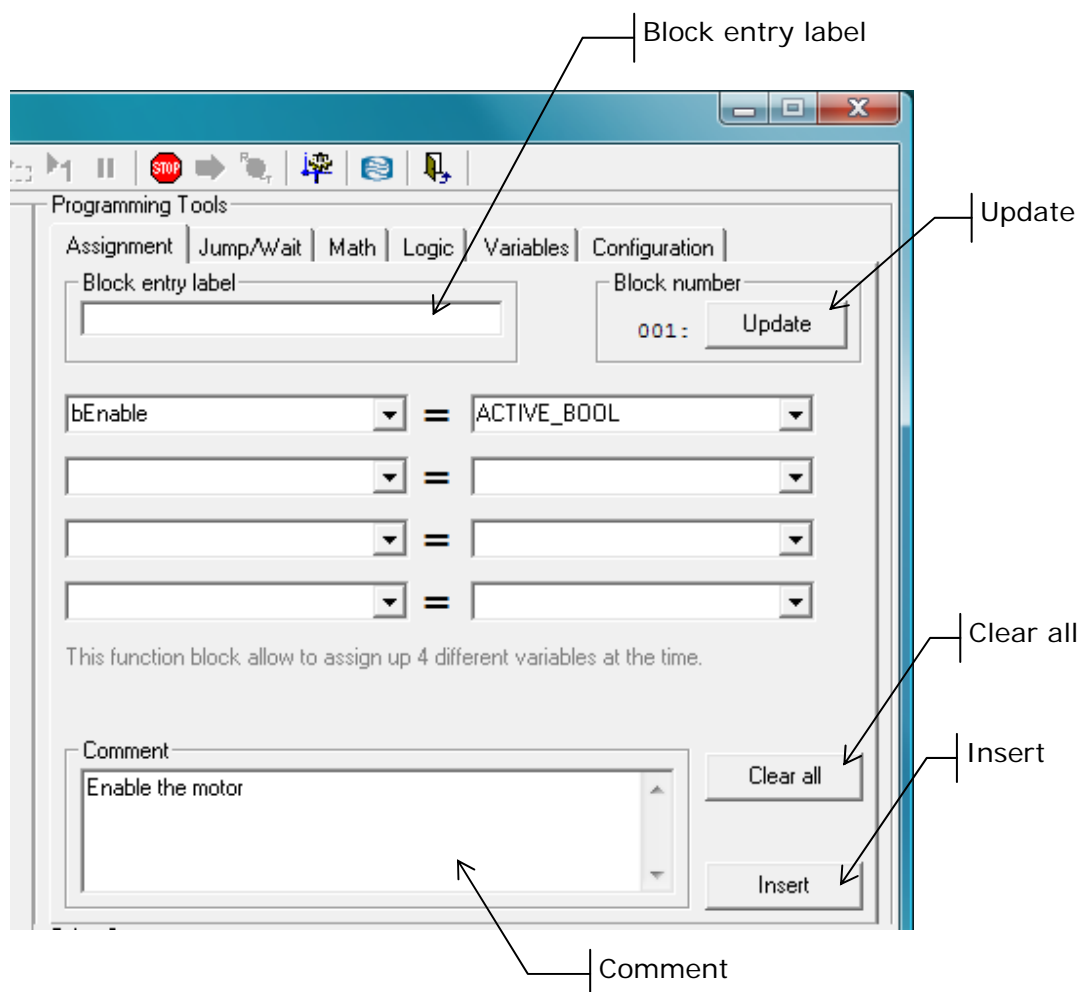 Block entry label
STOP
R
T
Programming Tools
Update
Assignment Jump/Wait Math Logic Variables Configuration
Block entry label
Block number
001: Update
bEnable = ACTIVE_BOOL
=
=
=
This function block allow to assign up 4 different variables at the time.
Clear all
Comment
Insert
Enable the motor
Clear all
Insert
Comment